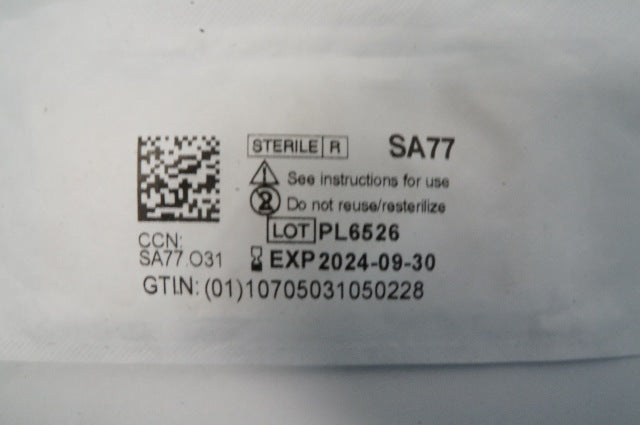 STERILE R SA77
See instructions for use
Do not reuse/resterilize
LOT PL6526
CCN:
SA77.O31
EXP 2024-09-30
GTIN: (01)10705031050228